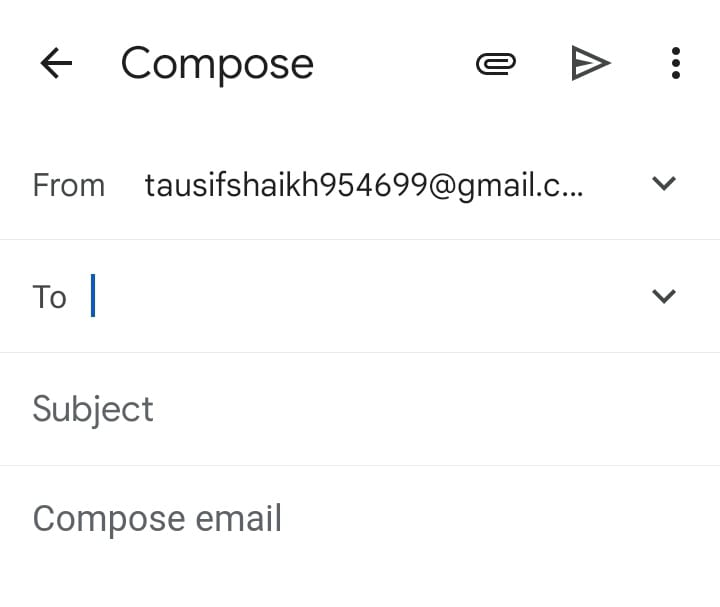 Compose
From tausifshaikh954699@gmail.c...
To
Subject
Compose email